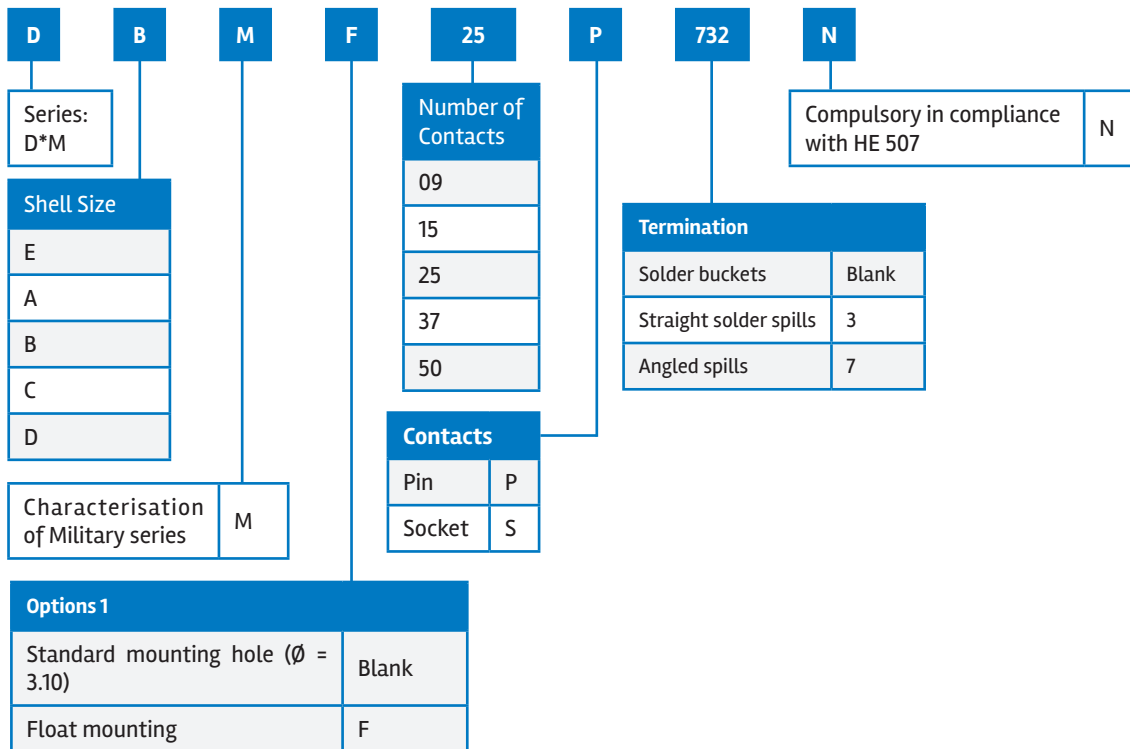 D B M F 25 P 732 N
Series:
D*M
Shell Size
E
A
B
C
D
Characterisation
of Military series M
Options 1
Standard mounting hole (Ø =
3.10) Blank
Float mounting F
Number of
Contacts
09
15
25
37
50
Contacts
Pin P
Socket S
Termination
Solder buckets Blank
Straight solder spills 3
Angled spills 7
Compulsory in compliance
with HE 507 N